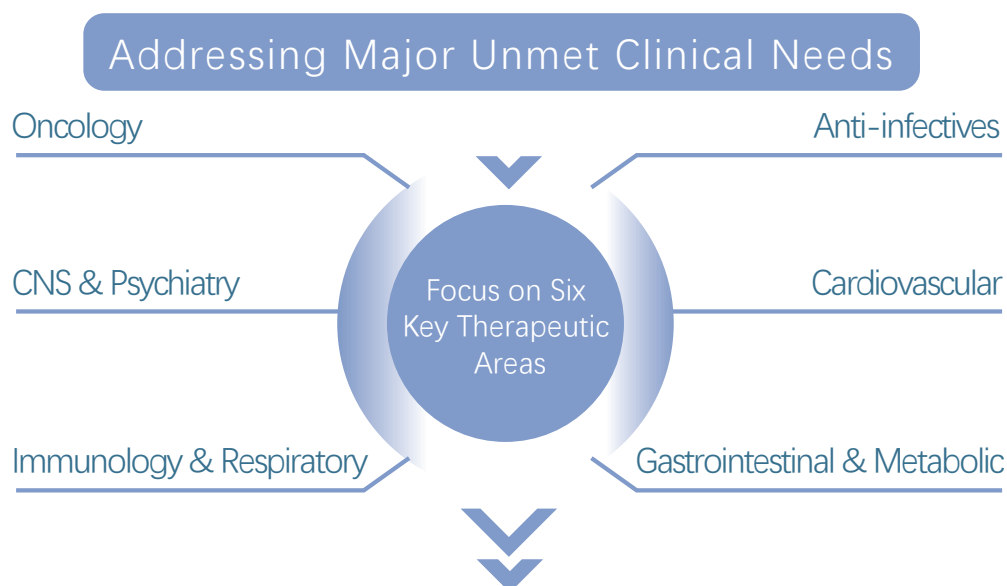 Addressing Major Unmet Clinical Needs
Oncology
Anti-infectives
CNS & Psychiatry
Focus on Six
Key Therapeutic
Areas
Cardiovascular
Immunology & Respiratory
Gastrointestinal & Metabolic